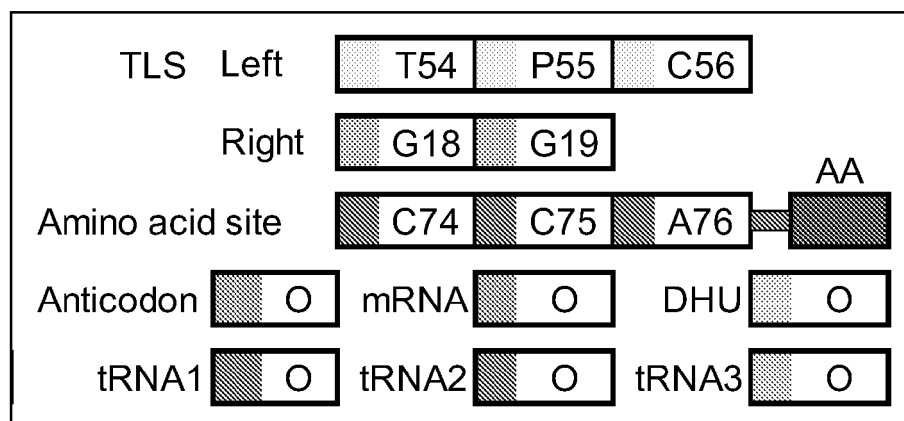 TLS Left T54 P55 C56
Right G18 G19
AA
Amino acid site C74 C75 A76
Anticodon O mRNA O DHU O
tRNA1 O tRNA2 O tRNA3 O